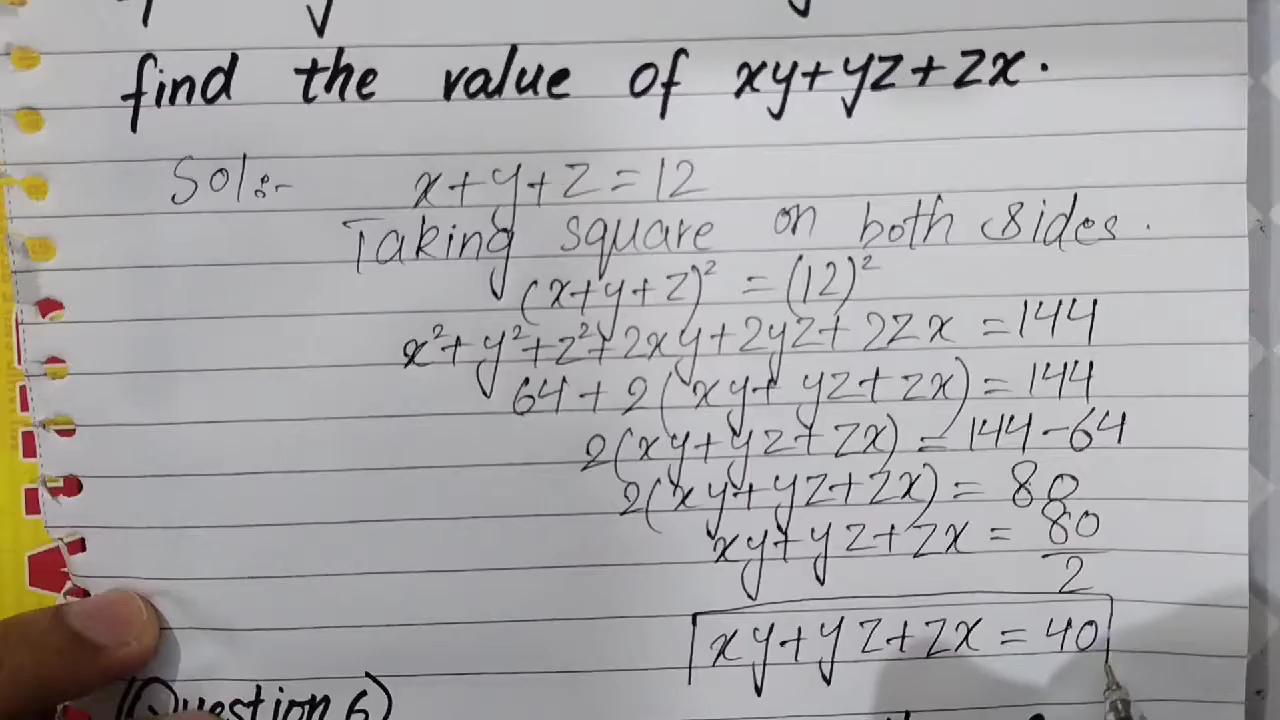 find the value of xy+yz+zx.
Sol:- x+y+z=12
Taking square on both sides.
(x+y+z)² = (12)²
x²+y²+z²+2xy+2yz+2zx =144
64+2(xy+yz+zx)=144
2(xy+yz+zx) =144-64
2(xy+yz+zx) = 80
xy+yz+zx = 80/2
xy+yz+zx = 40
(Question 6)